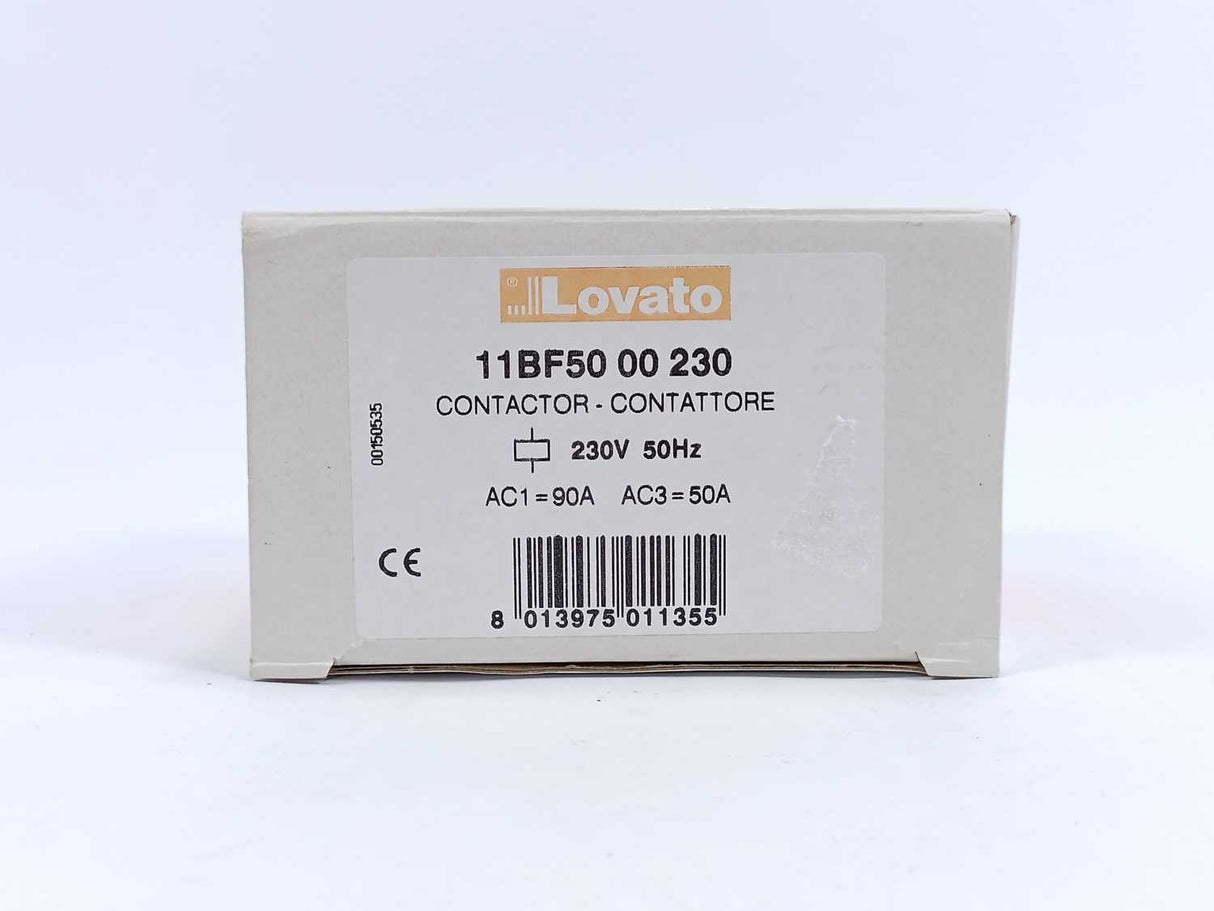 ® Lovato
11BF50 00 230
CONTACTOR - CONTATTORE
230V 50Hz
AC1=90A AC3=50A
00150535
CE
8 013975 011355